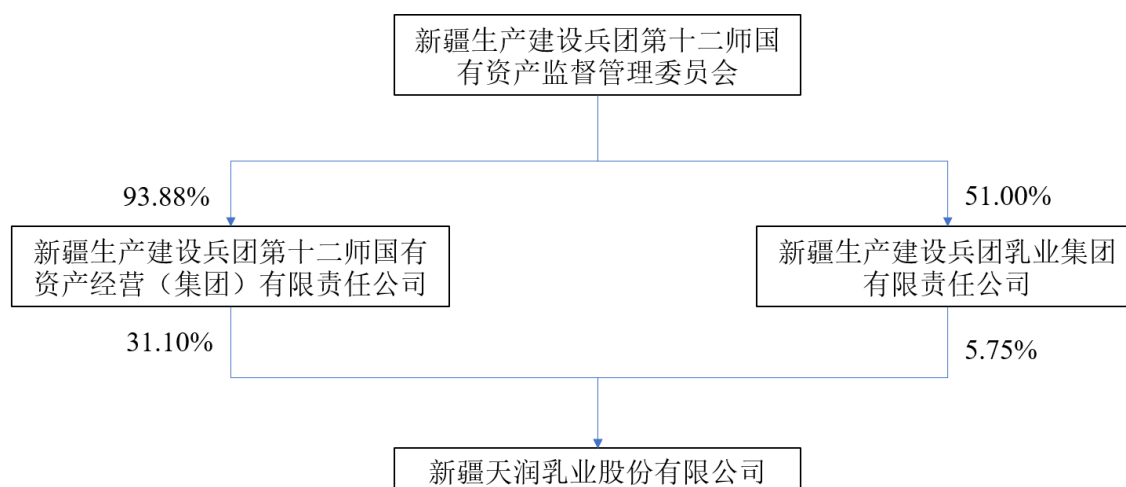 新疆生产建设兵团第十二师国
有资产监督管理委员会
93.88%
51.00%
新疆生产建设兵团第十二师国有
资产经营（集团）有限责任公司
新疆生产建设兵团乳业集团
有限责任公司
31.10%
5.75%
新疆天润乳业股份有限公司